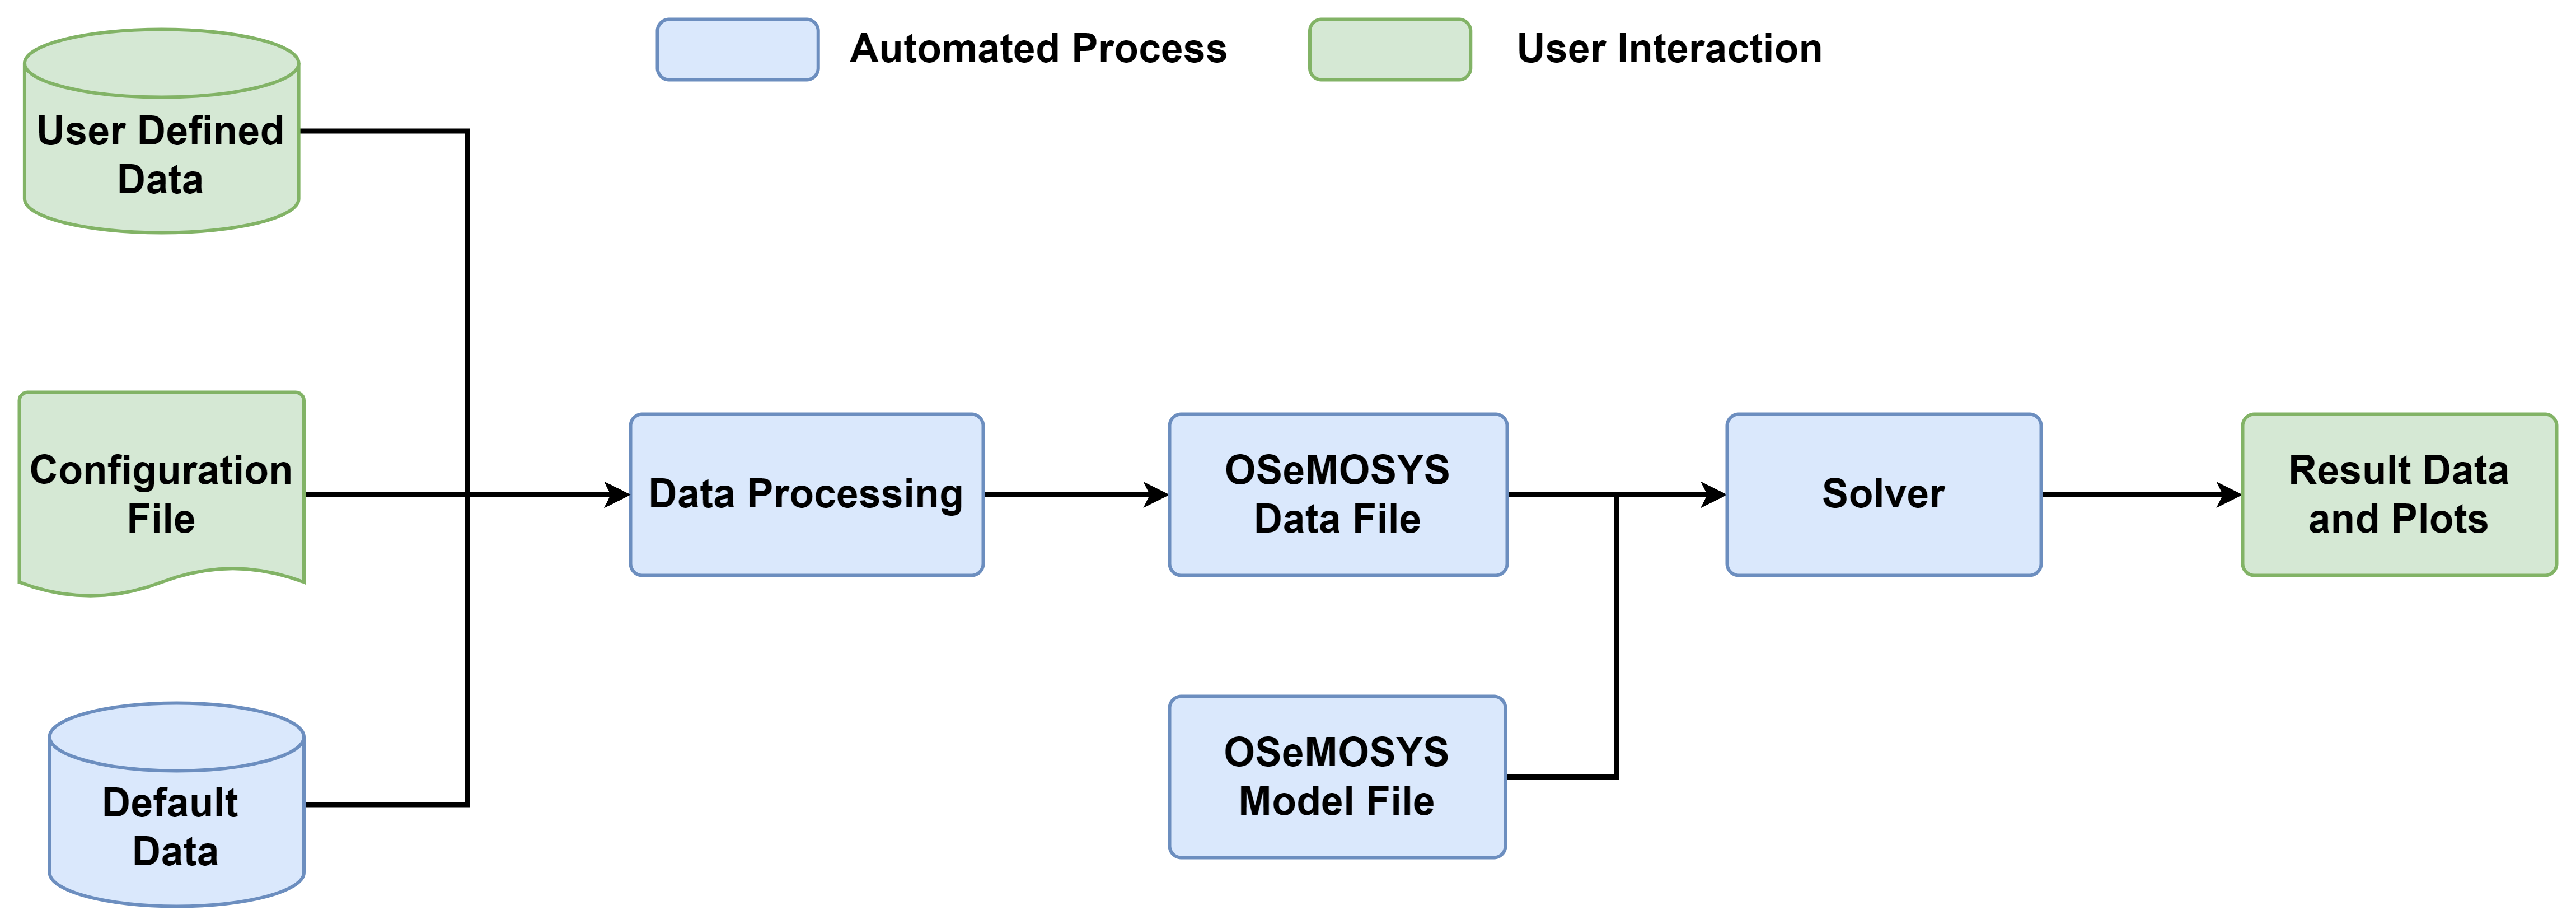 Automated Process
User Interaction
User Defined
Data
Configuration
File
Default
Data
Data Processing
OSeMOSYS
Data File
OSeMOSYS
Model File
Solver
Result Data
and Plots